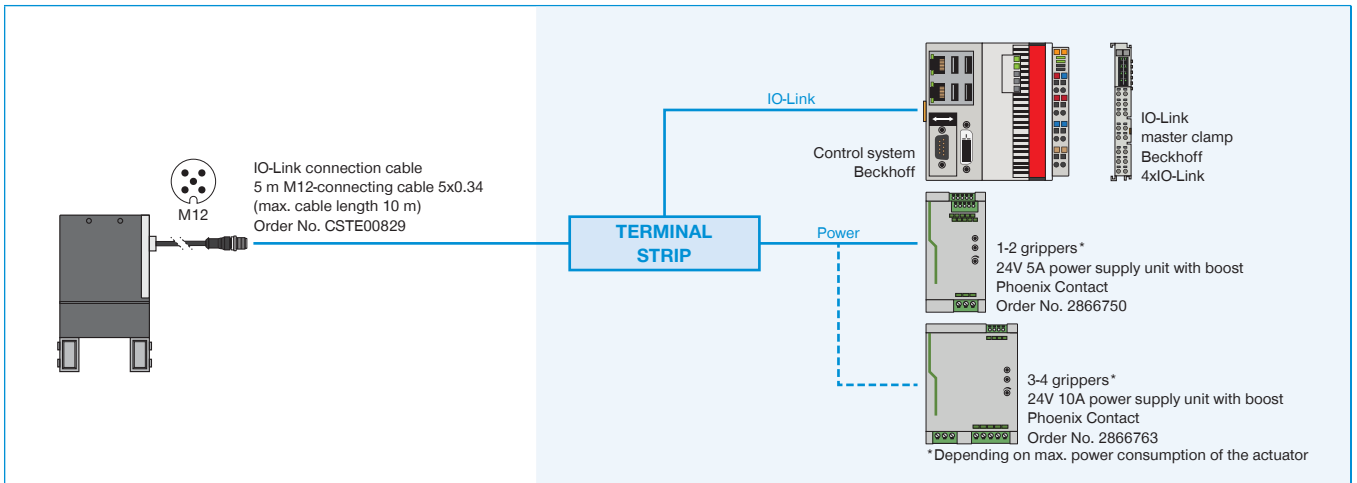 M12
IO-Link connection cable
5 m M12-connecting cable 5x0.34
(max. cable length 10 m)
Order No. CSTE00829
TERMINAL
STRIP
IO-Link
Power
Control system
Beckhoff
IO-Link
master clamp
Beckhoff
4xIO-Link
1-2 grippers*
24V 5A power supply unit with boost
Phoenix Contact
Order No. 2866750
3-4 grippers*
24V 10A power supply unit with boost
Phoenix Contact
Order No. 2866763
*Depending on max. power consumption of the actuator